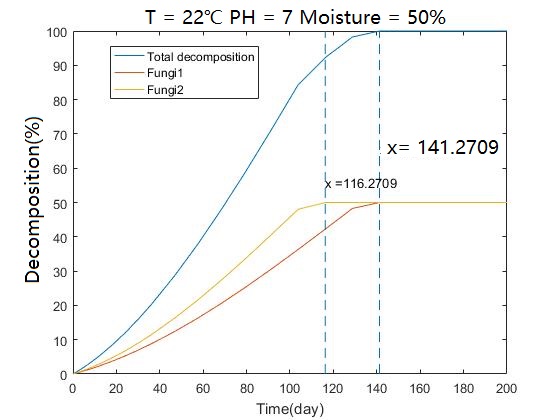 T = 22℃ PH = 7 Moisture = 50%
100
90
80
70
60
50
40
30
20
10
0
Decomposition(%)
Total decomposition
Fungi1
Fungi2
x= 141.2709
x =116.2709
0 20 40 60 80 100 120 140 160 180 200
Time(day)